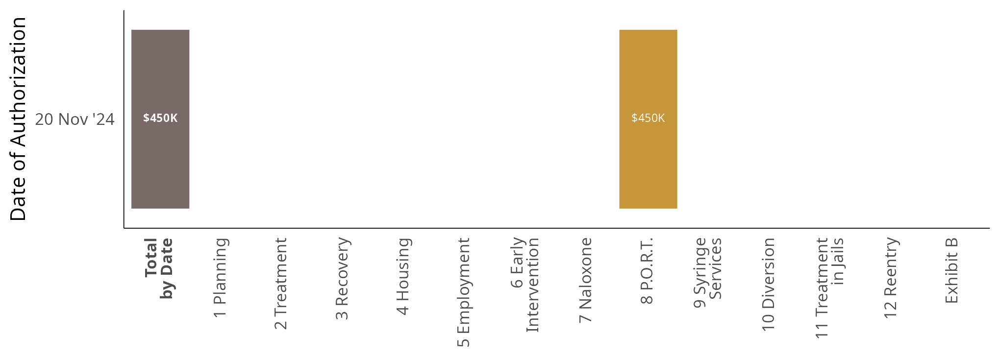 Date of Authorization
20 Nov '24
$450K
$450K
Total
by Date
1 Planning
2 Treatment
3 Recovery
4 Housing
5 Employment
6 Early
Intervention
7 Naloxone
8 P.O.R.T.
9 Syringe
Services
10 Diversion
11 Treatment
in Jails
12 Reentry
Exhibit B